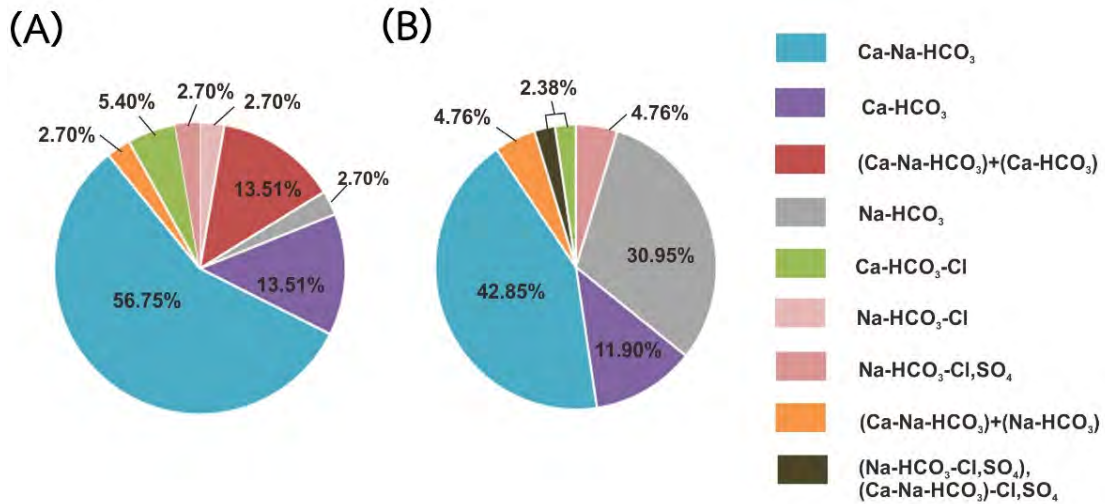 (A)
(B)
2.70%
2.70%
5.40%
2.70%
13.51%
2.70%
13.51%
56.75%
2.38%
4.76%
4.76%
30.95%
42.85%
11.90%
Ca-Na-HCO₃
Ca-HCO₃
(Ca-Na-HCO₃)+(Ca-HCO₃)
Na-HCO₃
Ca-HCO₃-Cl
Na-HCO₃-Cl
Na-HCO₃-Cl,SO₄
(Ca-Na-HCO₃)+(Na-HCO₃)
(Na-HCO₃-Cl,SO₄),
(Ca-Na-HCO₃)-Cl,SO₄